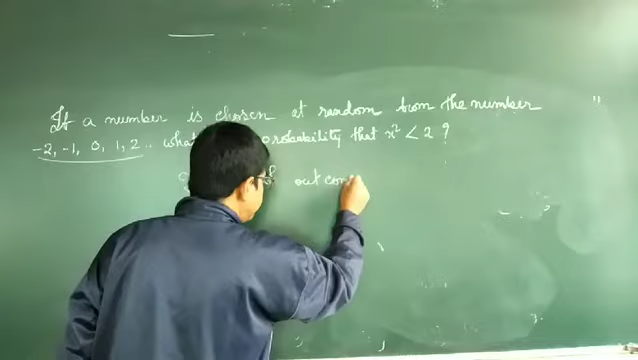 If a number is chosen at random from the number
-2, -1, 0, 1, 2.. what probability that x² < 2 ?
out com